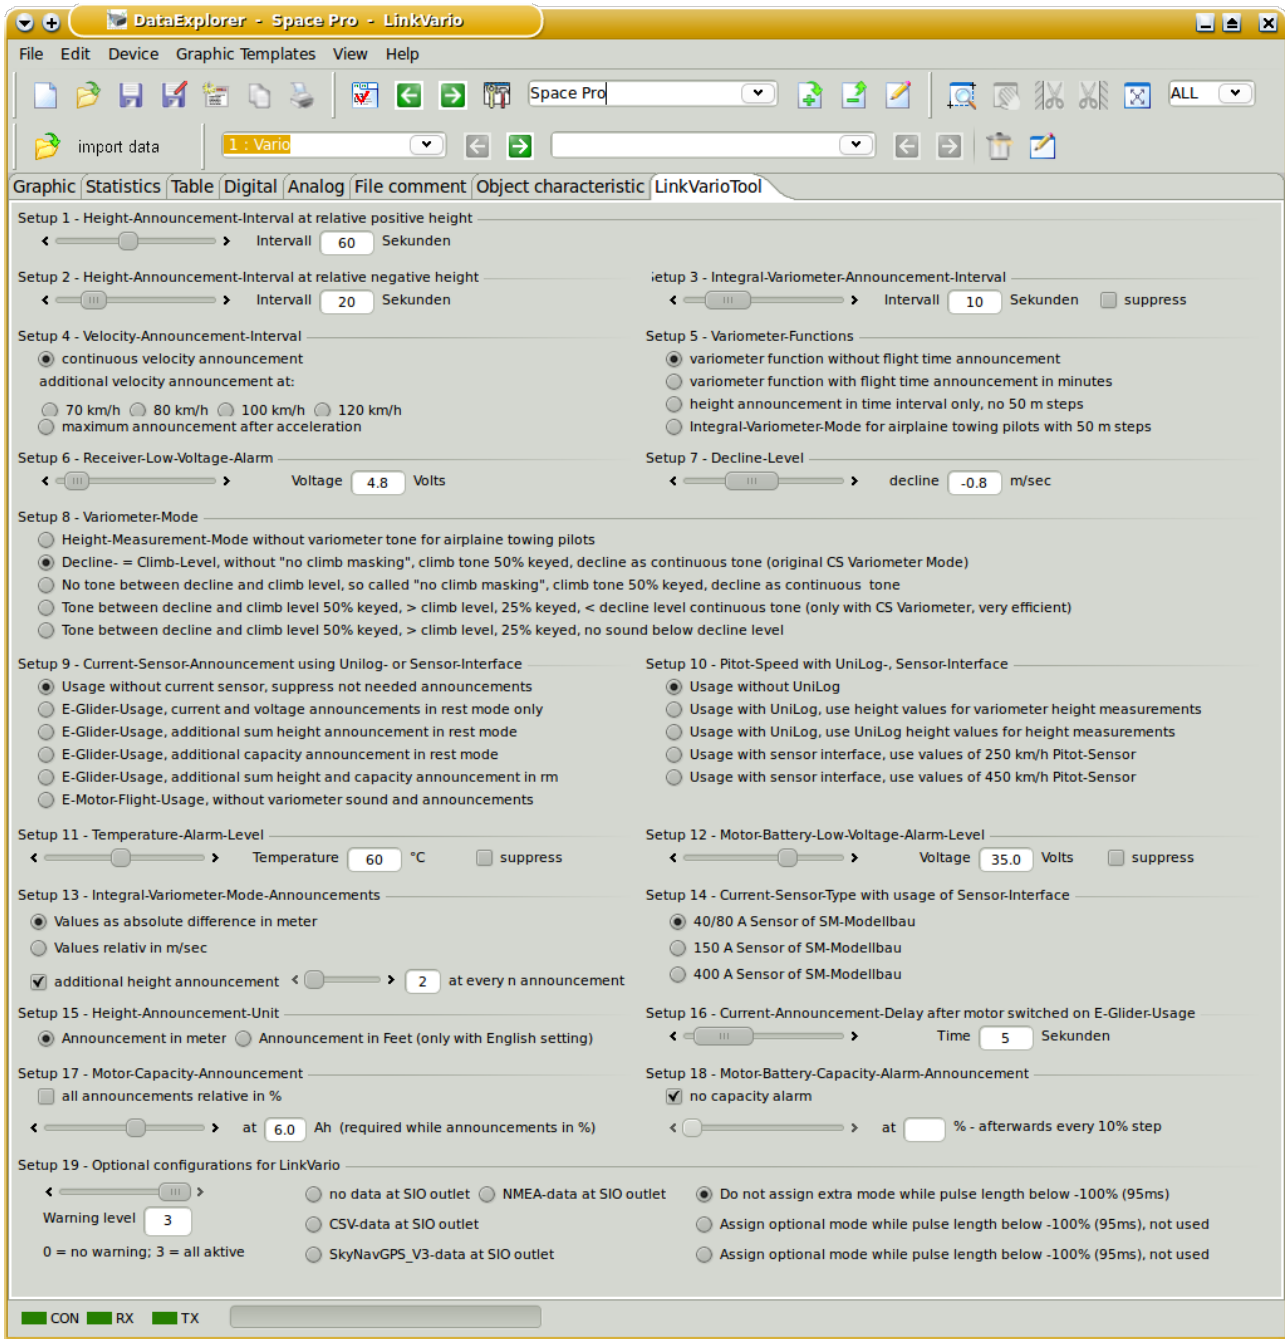 DataExplorer - Space Pro - LinkVario
File Edit Device Graphic Templates View Help
Space Pro ALL
import data 1 : Vario
Graphic Statistics Table Digital Analog File comment Object characteristic LinkVarioTool
Setup 1 - Height-Announcement-Interval at relative positive height
Intervall 60 Sekunden
Setup 2 - Height-Announcement-Interval at relative negative height
Intervall 20 Sekunden
Setup 3 - Integral-Variometer-Announcement-Interval
Intervall 10 Sekunden suppress
Setup 4 - Velocity-Announcement-Interval
continuous velocity announcement
additional velocity announcement at:
70 km/h 80 km/h 100 km/h 120 km/h
maximum announcement after acceleration
Setup 5 - Variometer-Functions
variometer function without flight time announcement
variometer function with flight time announcement in minutes
height announcement in time interval only, no 50 m steps
Integral-Variometer-Mode for airplaine towing pilots with 50 m steps
Setup 6 - Receiver-Low-Voltage-Alarm
Voltage 4.8 Volts
Setup 7 - Decline-Level
decline -0.8 m/sec
Setup 8 - Variometer-Mode
Height-Measurement-Mode without variometer tone for airplaine towing pilots
Decline- = Climb-Level, without "no climb masking", climb tone 50% keyed, decline as continuous tone (original CS Variometer Mode)
No tone between decline and climb level, so called "no climb masking", climb tone 50% keyed, decline as continuous tone
Tone between decline and climb level 50% keyed, > climb level, 25% keyed, < decline level continuous tone (only with CS Variometer, very efficient)
Tone between decline and climb level 50% keyed, > climb level, 25% keyed, no sound below decline level
Setup 9 - Current-Sensor-Announcement using Unilog- or Sensor-Interface
Usage without current sensor, suppress not needed announcements
E-Glider-Usage, current and voltage announcements in rest mode only
E-Glider-Usage, additional sum height announcement in rest mode
E-Glider-Usage, additional capacity announcement in rest mode
E-Glider-Usage, additional sum height and capacity announcement in rm
E-Motor-Flight-Usage, without variometer sound and announcements
Setup 10 - Pitot-Speed with UniLog-, Sensor-Interface
Usage without UniLog
Usage with UniLog, use height values for variometer height measurements
Usage with UniLog, use UniLog height values for height measurements
Usage with sensor interface, use values of 250 km/h Pitot-Sensor
Usage with sensor interface, use values of 450 km/h Pitot-Sensor
Setup 11 - Temperature-Alarm-Level
Temperature 60 °C suppress
Setup 12 - Motor-Battery-Low-Voltage-Alarm-Level
Voltage 35.0 Volts suppress
Setup 13 - Integral-Variometer-Mode-Announcements
Values as absolute difference in meter
Values relativ in m/sec
additional height announcement 2 at every n announcement
Setup 14 - Current-Sensor-Type with usage of Sensor-Interface
40/80 A Sensor of SM-Modellbau
150 A Sensor of SM-Modellbau
400 A Sensor of SM-Modellbau
Setup 15 - Height-Announcement-Unit
Announcement in meter Announcement in Feet (only with English setting)
Setup 16 - Current-Announcement-Delay after motor switched on E-Glider-Usage
Time 5 Sekunden
Setup 17 - Motor-Capacity-Announcement
all announcements relative in %
at 6.0 Ah (required while announcements in %)
Setup 18 - Motor-Battery-Capacity-Alarm-Announcement
no capacity alarm
at % - afterwards every 10% step
Setup 19 - Optional configurations for LinkVario
Warning level 3
0 = no warning; 3 = all aktive
no data at SIO outlet NMEA-data at SIO outlet
CSV-data at SIO outlet
SkyNavGPS_V3-data at SIO outlet
Do not assign extra mode while pulse length below -100% (95ms)
Assign optional mode while pulse length below -100% (95ms), not used
Assign optional mode while pulse length below -100% (95ms), not used
CON RX TX